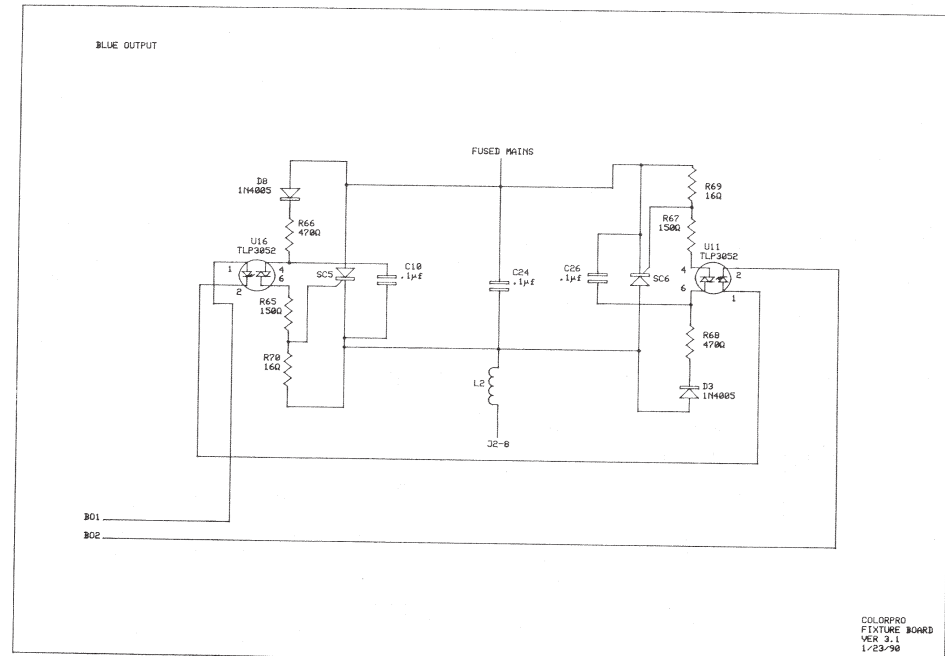 BLUE OUTPUT
FUSED MAINS
D8
1N4005
R66
470Ω
U16
TLP3052
1
4
2
6
R65
150Ω
R70
16Ω
SC5
C10
.1µf
C24
.1µf
L2
J2-B
C26
.1µf
SC6
R69
16Ω
R67
150Ω
U11
TLP3052
4
2
6
1
R68
470Ω
D3
1N4005
BO1
BO2
COLORPRO
FIXTURE BOARD
VER 3.1
1/23/90